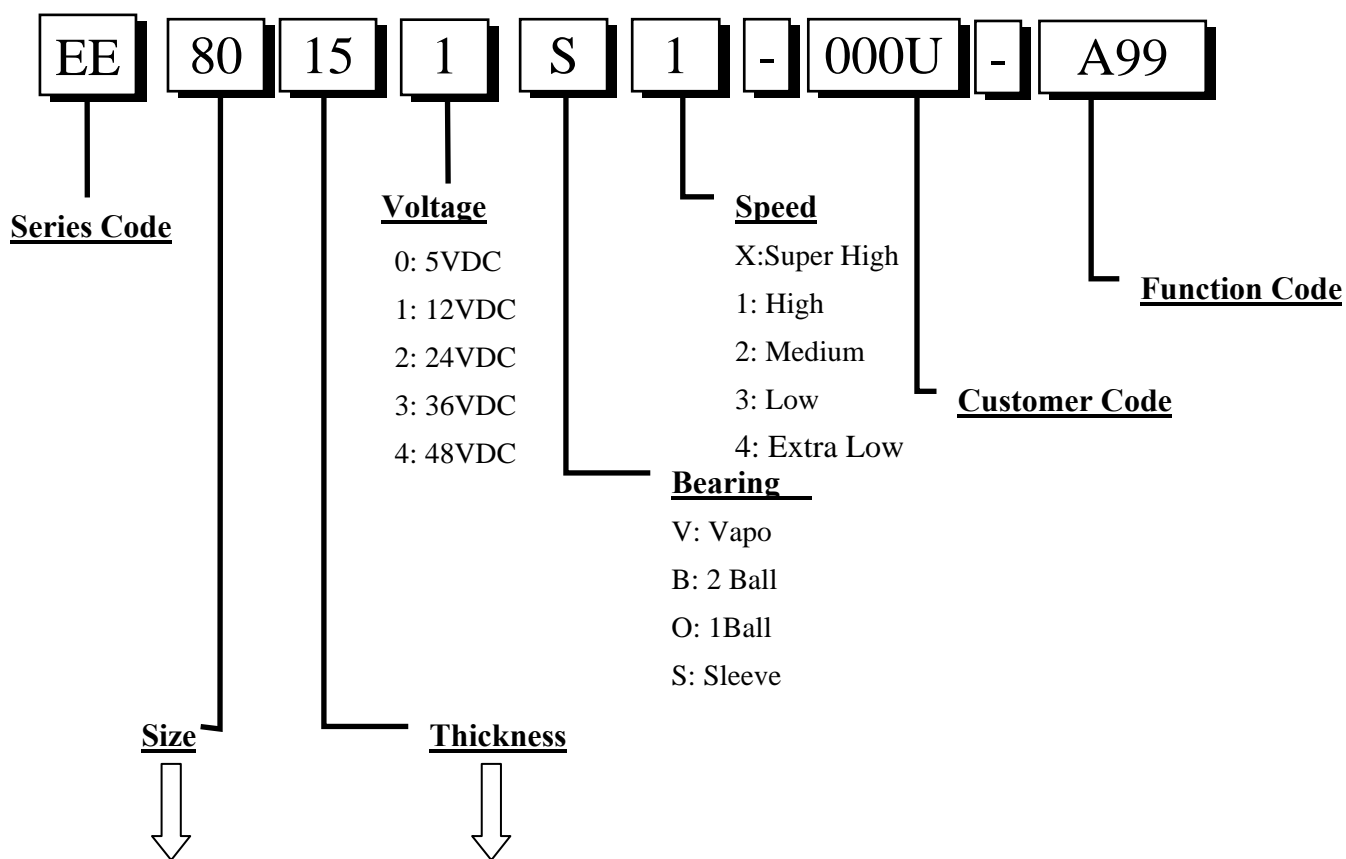 EE 80 15 1 S 1 - 000U - A99
Series Code
Voltage
0: 5VDC
1: 12VDC
2: 24VDC
3: 36VDC
4: 48VDC
Speed
X:Super High
1: High
2: Medium
3: Low
4: Extra Low
Function Code
Customer Code
Bearing
V: Vapo
B: 2 Ball
O: 1Ball
S: Sleeve
Size
Thickness